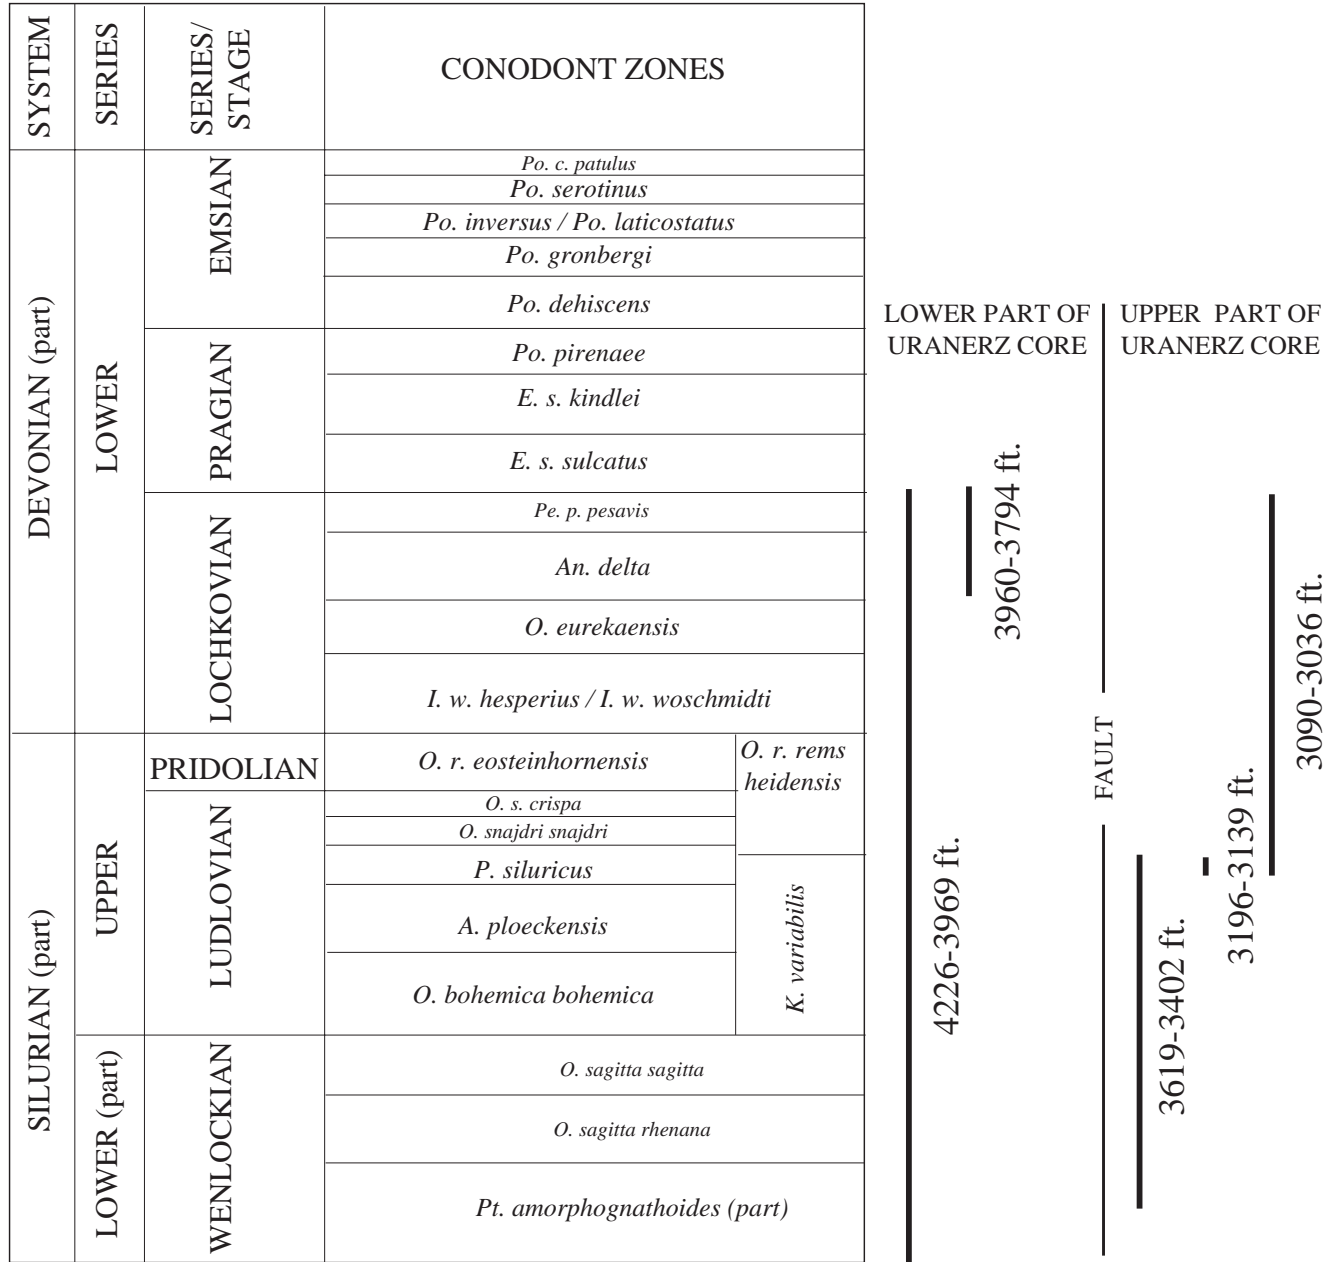 SYSTEM
SERIES
SERIES/
STAGE
CONODONT ZONES
DEVONIAN (part)
LOWER
EMSIAN
Po. c. patulus
Po. serotinus
Po. inversus / Po. laticostatus
Po. gronbergi
Po. dehiscens
PRAGIAN
Po. pirenaee
E. s. kindlei
E. s. sulcatus
LOCHKOVIAN
Pe. p. pesavis
An. delta
O. eurekaensis
I. w. hesperius / I. w. woschmidti
SILURIAN (part)
UPPER
PRIDOLIAN
O. r. eosteinhornensis
O. r. rems
heidensis
LUDLOVIAN
O. s. crispa
O. snajdri snajdri
P. siluricus
A. ploeckensis
O. bohemica bohemica
K. variabilis
LOWER (part)
WENLOCKIAN
O. sagitta sagitta
O. sagitta rhenana
Pt. amorphognathoides (part)
LOWER PART OF
URANERZ CORE
4226-3969 ft.
3960-3794 ft.
FAULT
UPPER PART OF
URANERZ CORE
3619-3402 ft.
3196-3139 ft.
3090-3036 ft.